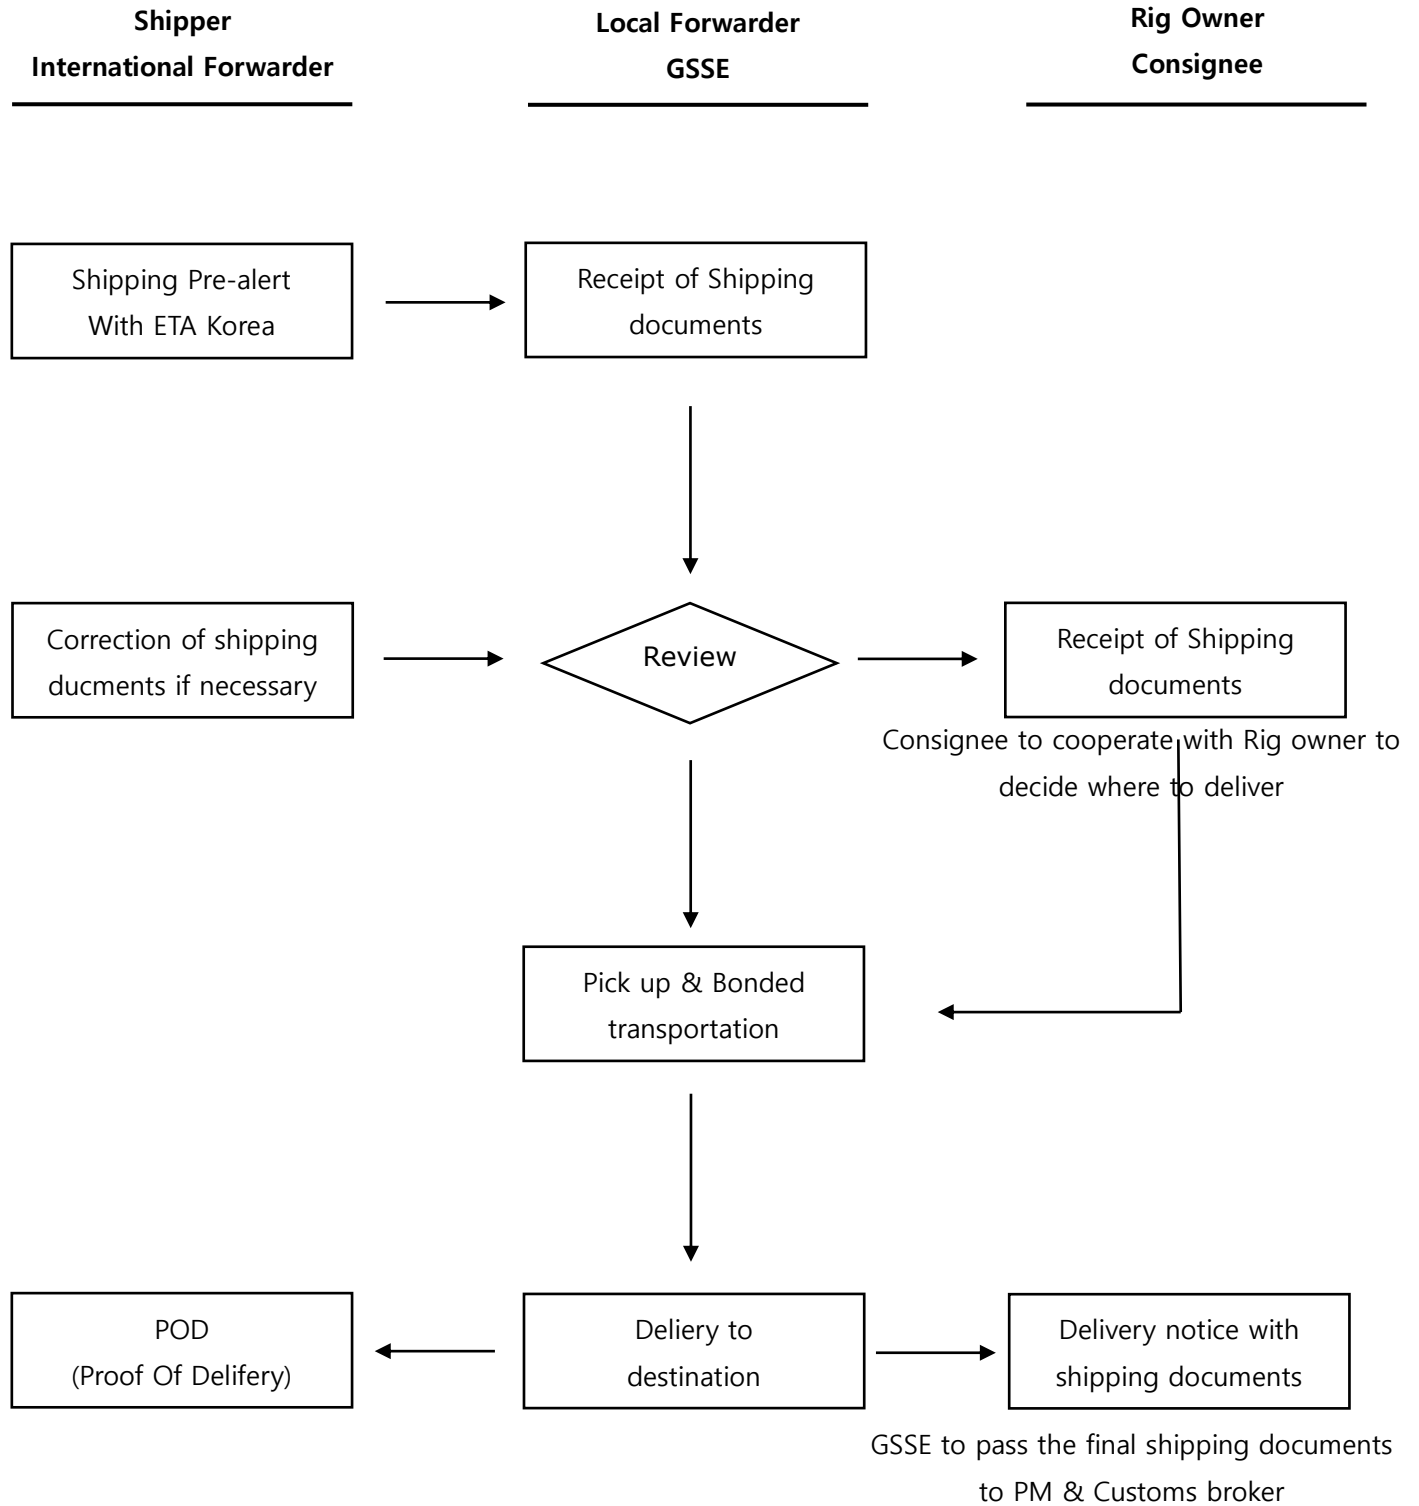 Shipper
International Forwarder
Local Forwarder
GSSE
Rig Owner
Consignee
Shipping Pre-alert
With ETA Korea
Receipt of Shipping
documents
Correction of shipping
ducments if necessary
Review
Receipt of Shipping
documents
Consignee to cooperate with Rig owner to
decide where to deliver
Pick up & Bonded
transportation
POD
(Proof Of Delifery)
Deliery to
destination
Delivery notice with
shipping documents
GSSE to pass the final shipping documents
to PM & Customs broker